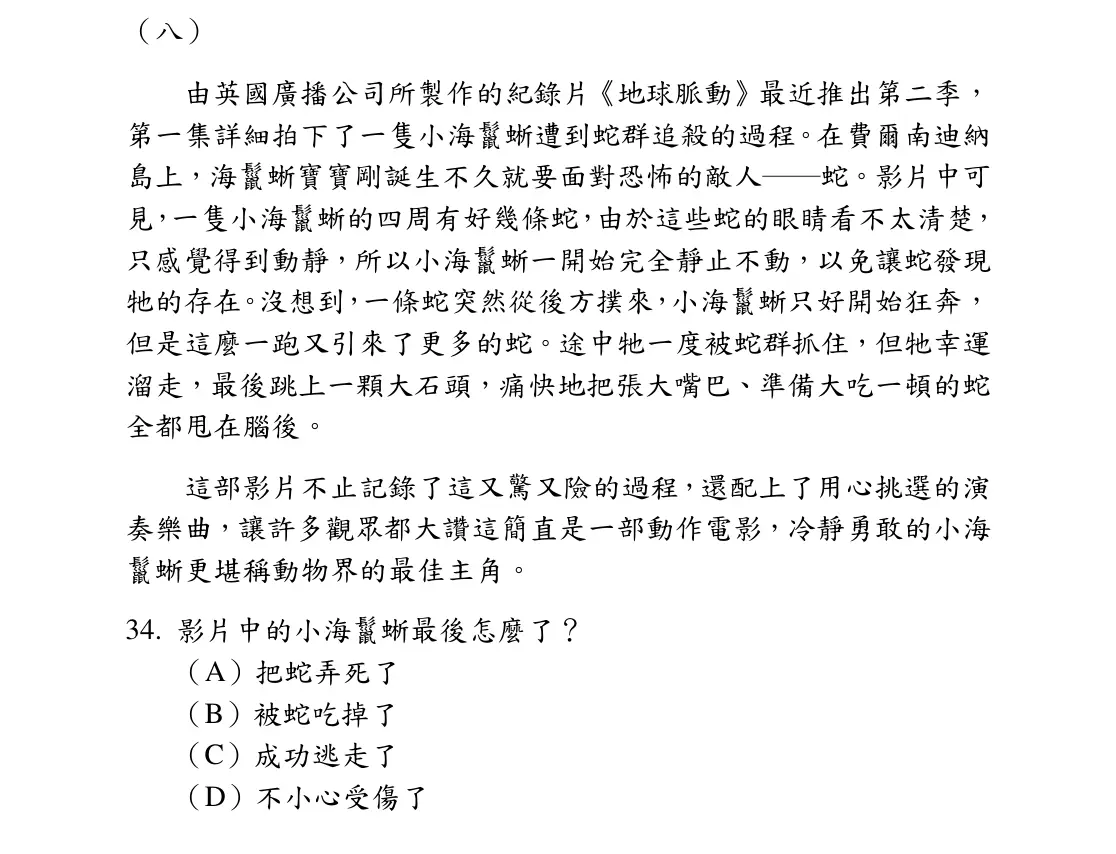 （八）
由英國廣播公司所製作的紀錄片《地球脈動》最近推出第二季，
第一集詳細拍下了一隻小海鬣蜥遭到蛇群追殺的過程。在費爾南迪納
島上，海鬣蜥寶寶剛誕生不久就要面對恐怖的敵人──蛇。影片中可
見，一隻小海鬣蜥的四周有好幾條蛇，由於這些蛇的眼睛看不太清楚，
只感覺得到動靜，所以小海鬣蜥一開始完全靜止不動，以免讓蛇發現
牠的存在。沒想到，一條蛇突然從後方撲來，小海鬣蜥只好開始狂奔，
但是這麼一跑又引來了更多的蛇。途中牠一度被蛇群抓住，但牠幸運
溜走，最後跳上一顆大石頭，痛快地把張大嘴巴、準備大吃一頓的蛇
全都甩在腦後。
這部影片不止記錄了這又驚又險的過程，還配上了用心挑選的演
奏樂曲，讓許多觀眾都大讚這簡直是一部動作電影，冷靜勇敢的小海
鬣蜥更堪稱動物界的最佳主角。
34. 影片中的小海鬣蜥最後怎麼了？
（A）把蛇弄死了
（B）被蛇吃掉了
（C）成功逃走了
（D）不小心受傷了